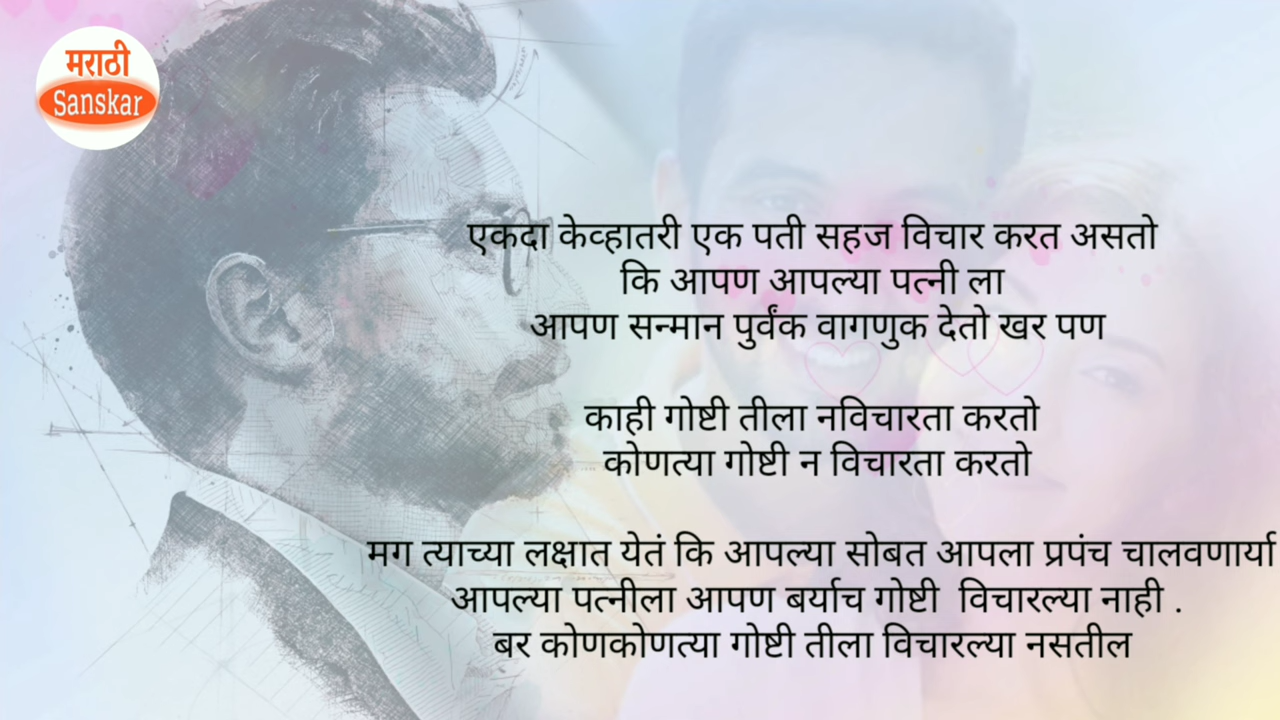 मराठी
Sanskar
एकदा केव्हातरी एक पती सहज विचार करत असतो
कि आपण आपल्या पत्नी ला
आपण सन्मान पुर्वंक वागणुक देतो खर पण
काही गोष्टी तीला नविचारता करतो
कोणत्या गोष्टी न विचारता करतो
मग त्याच्या लक्षात येतं कि आपल्या सोबत आपला प्रपंच चालवणार्या
आपल्या पत्नीला आपण बर्याच गोष्टी विचारल्या नाही .
बर कोणकोणत्या गोष्टी तीला विचारल्या नसतील